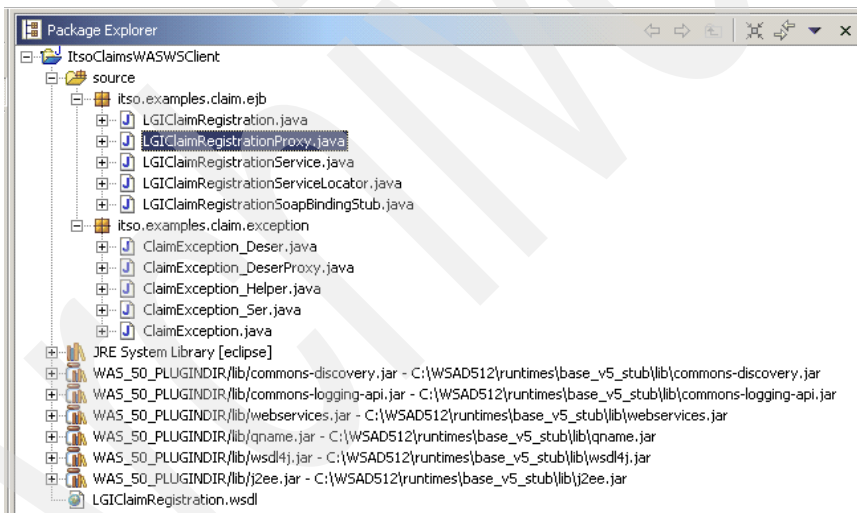 Package Explorer
ItsoClaimsWASWSClient
source
itso.examples.claim.ejb
LGIClaimRegistration.java
LGIClaimRegistrationProxy.java
LGIClaimRegistrationService.java
LGIClaimRegistrationServiceLocator.java
LGIClaimRegistrationSoapBindingStub.java
itso.examples.claim.exception
ClaimException_Deser.java
ClaimException_DeserProxy.java
ClaimException_Helper.java
ClaimException_Ser.java
ClaimException.java
JRE System Library [eclipse]
WAS_50_PLUGINDIR/lib/commons-discovery.jar - C:\WSAD512\runtimes\base_v5_stub\lib\commons-discovery.jar
WAS_50_PLUGINDIR/lib/commons-logging-api.jar - C:\WSAD512\runtimes\base_v5_stub\lib\commons-logging-api.jar
WAS_50_PLUGINDIR/lib/webservices.jar - C:\WSAD512\runtimes\base_v5_stub\lib\webservices.jar
WAS_50_PLUGINDIR/lib/qname.jar - C:\WSAD512\runtimes\base_v5_stub\lib\qname.jar
WAS_50_PLUGINDIR/lib/wsdl4j.jar - C:\WSAD512\runtimes\base_v5_stub\lib\wsdl4j.jar
WAS_50_PLUGINDIR/lib/j2ee.jar - C:\WSAD512\runtimes\base_v5_stub\lib\j2ee.jar
LGIClaimRegistration.wsdl